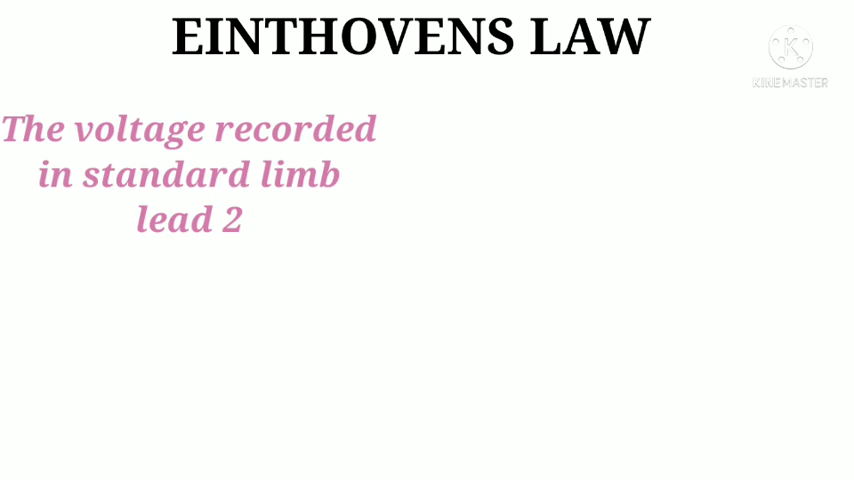 EINTHOVENS LAW
K
KINEMASTER
The voltage recorded
in standard limb
lead 2